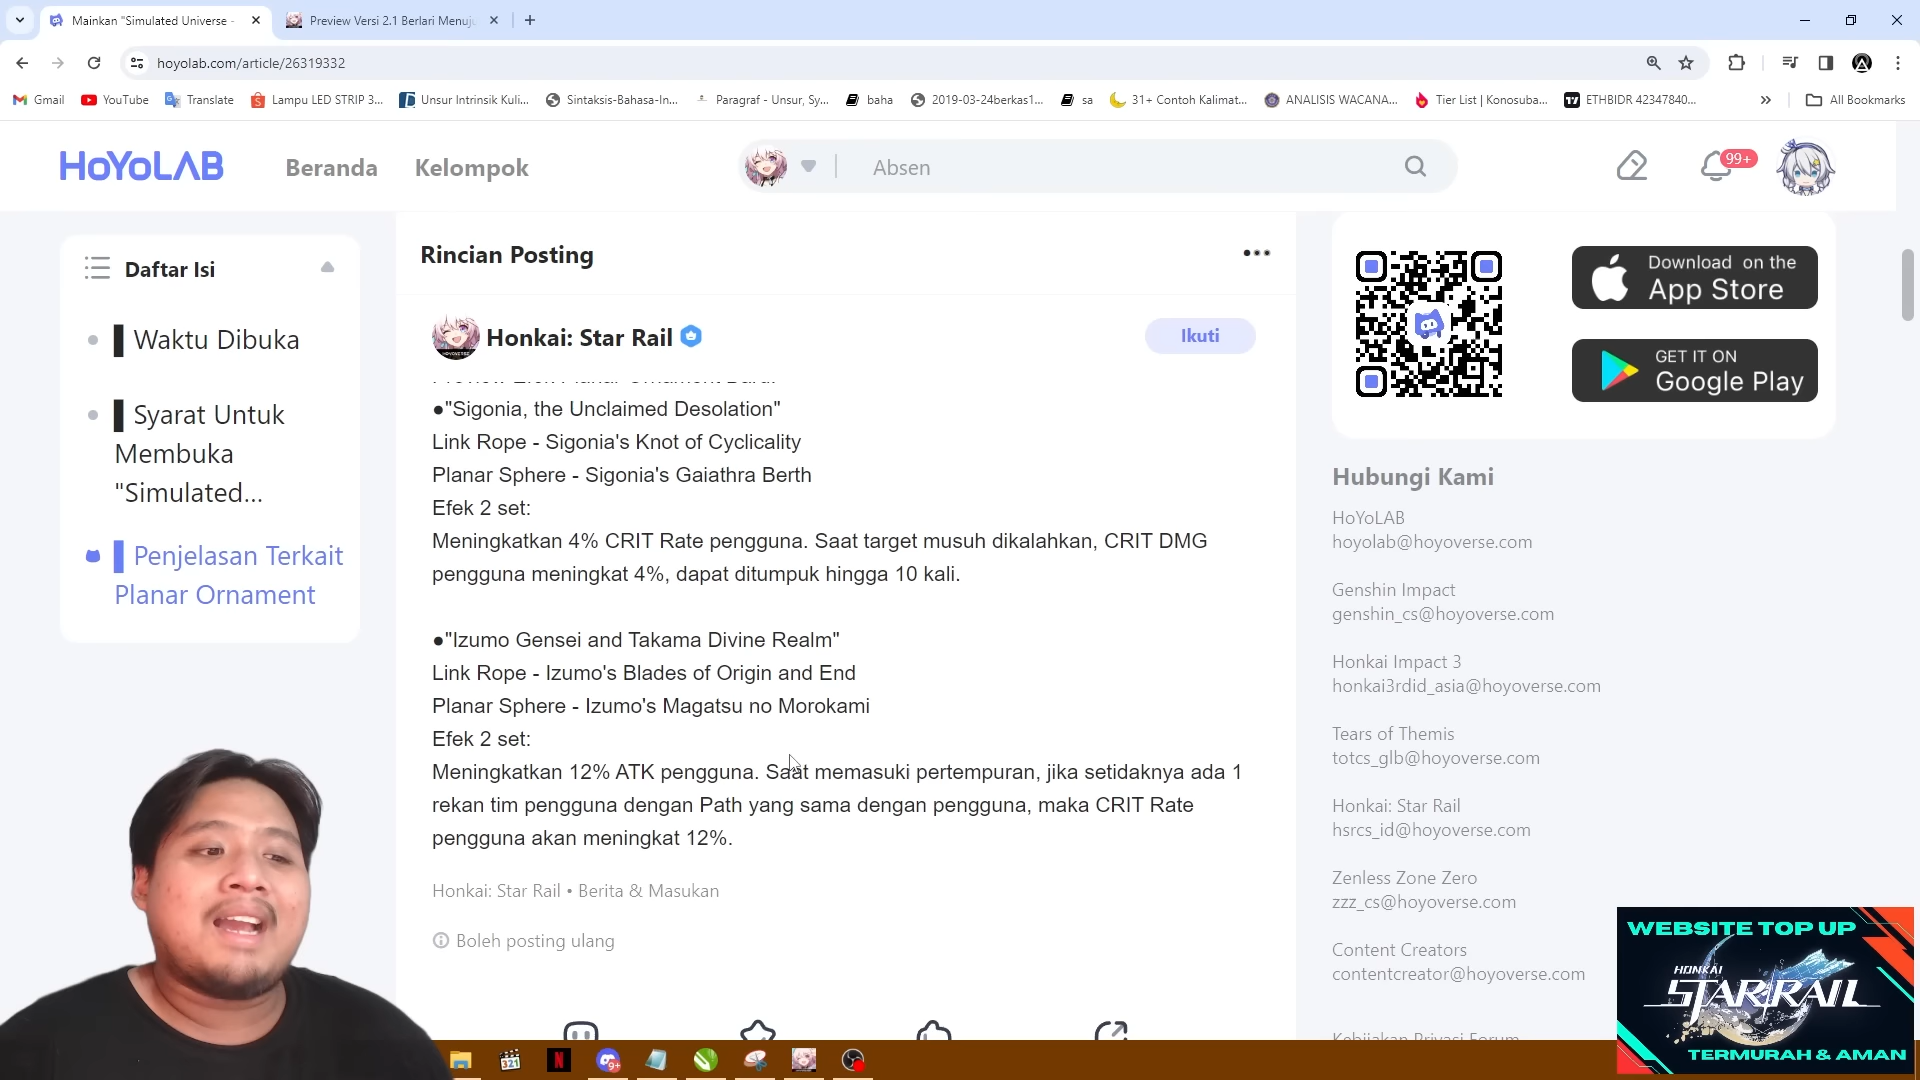 Mainkan "Simulated Universe -
Preview Versi 2.1 Berlari Menuju
hoyolab.com/article/26319332
Gmail
YouTube
Translate
Lampu LED STRIP 3...
Unsur Intrinsik Kuli...
Sintaksis-Bahasa-In...
Paragraf - Unsur, Sy...
baha
2019-03-24berkas1...
sa
31+ Contoh Kalimat...
ANALISIS WACANA...
Tier List | Konosuba...
ETHBIDR 42347840...
All Bookmarks
HoYoLAB
Beranda
Kelompok
Absen
99+
Daftar Isi
Waktu Dibuka
Syarat Untuk
Membuka
"Simulated...
Penjelasan Terkait
Planar Ornament
Rincian Posting
•••
Honkai: Star Rail
Ikuti
●"Sigonia, the Unclaimed Desolation"
Link Rope - Sigonia's Knot of Cyclicality
Planar Sphere - Sigonia's Gaiathra Berth
Efek 2 set:
Meningkatkan 4% CRIT Rate pengguna. Saat target musuh dikalahkan, CRIT DMG
pengguna meningkat 4%, dapat ditumpuk hingga 10 kali.
●"Izumo Gensei and Takama Divine Realm"
Link Rope - Izumo's Blades of Origin and End
Planar Sphere - Izumo's Magatsu no Morokami
Efek 2 set:
Meningkatkan 12% ATK pengguna. Saat memasuki pertempuran, jika setidaknya ada 1
rekan tim pengguna dengan Path yang sama dengan pengguna, maka CRIT Rate
pengguna akan meningkat 12%.
Honkai: Star Rail • Berita & Masukan
Boleh posting ulang
Download on the
App Store
GET IT ON
Google Play
Hubungi Kami
HoYoLAB
hoyolab@hoyoverse.com
Genshin Impact
genshin_cs@hoyoverse.com
Honkai Impact 3
honkai3rdid_asia@hoyoverse.com
Tears of Themis
totcs_glb@hoyoverse.com
Honkai: Star Rail
hsrcs_id@hoyoverse.com
Zenless Zone Zero
zzz_cs@hoyoverse.com
Content Creators
contentcreator@hoyoverse.com
WEBSITE TOP UP
HONKAI
STAR RAIL
TERMURAH & AMAN